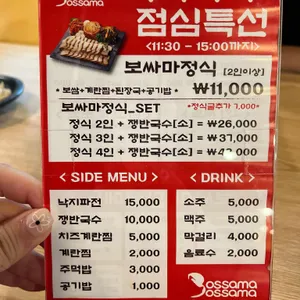 Bossama
Bossama
점심특선
<11:30 - 15:00까지>
보싸마정식 [2인이상]
*보쌈+계란찜+된장국+공기밥* ₩11,000
보싸마정식_SET *정식굴추가 7,000*
정식 2인 + 쟁반국수[소] = ₩26,000
정식 3인 + 쟁반국수[소] = ₩37,000
정식 4인 + 쟁반국수[소] =
< SIDE MENU >
낙지파전 15,000
쟁반국수 10,000
치즈계란찜 5,000
계란찜 2,000
주먹밥 3,000
공기밥 1,000
< DRINK >
소주 5,000
맥주 5,000
막걸리 4,000
음료수 2,000
Bossama
Bossama